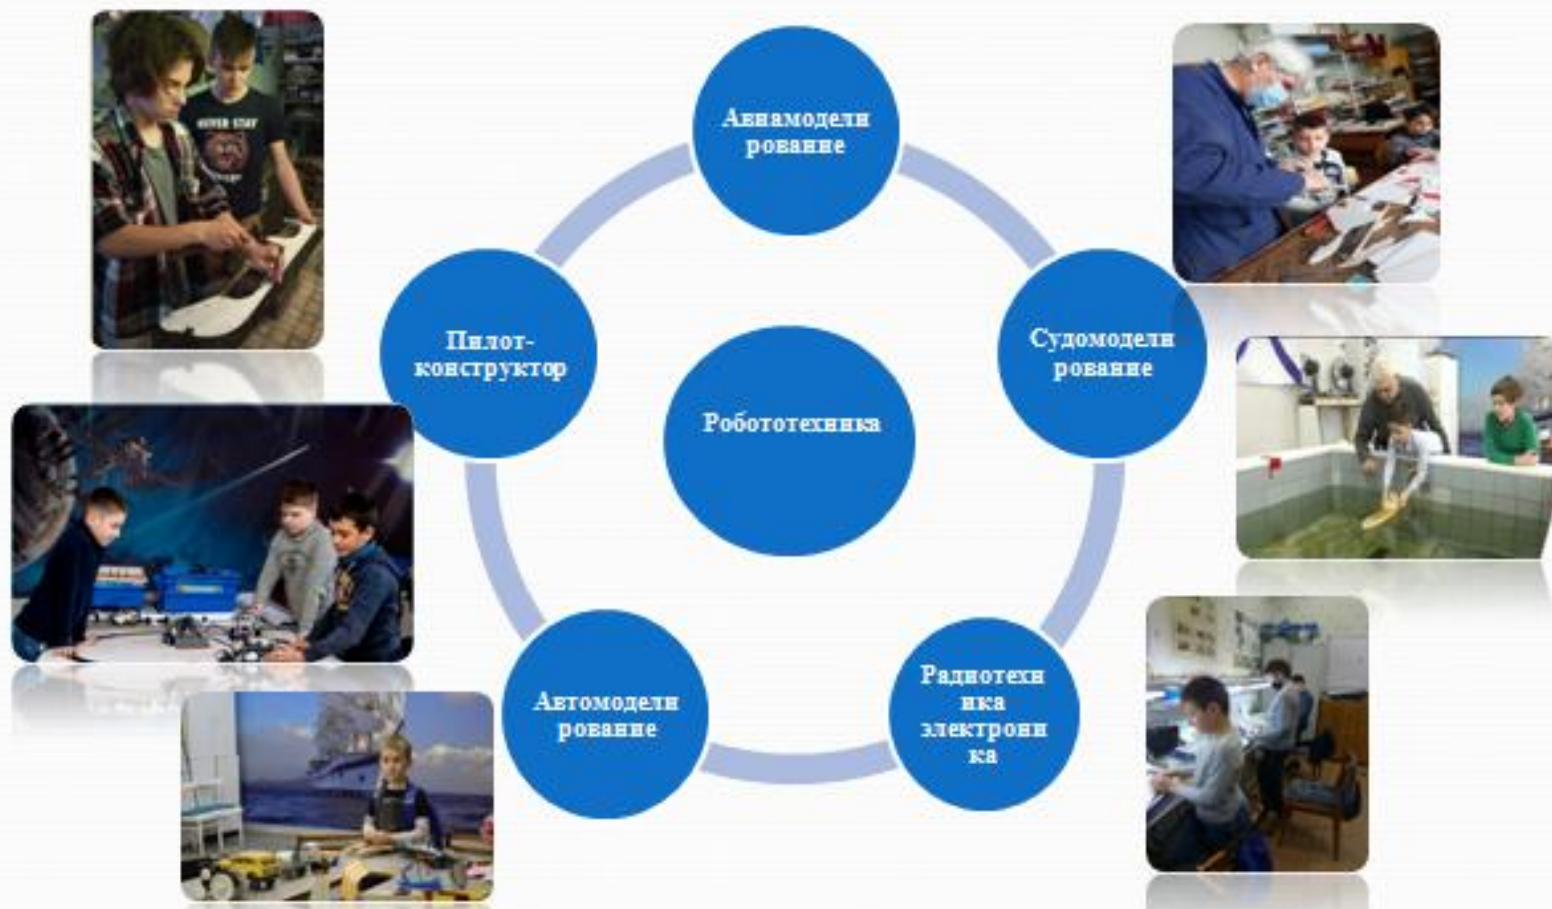 Авиамодели
рование
Пилот-
конструктор
Судомодели
рование
Робототехника
Автомодели
рование
Радиотехн
ика
электрони
ка